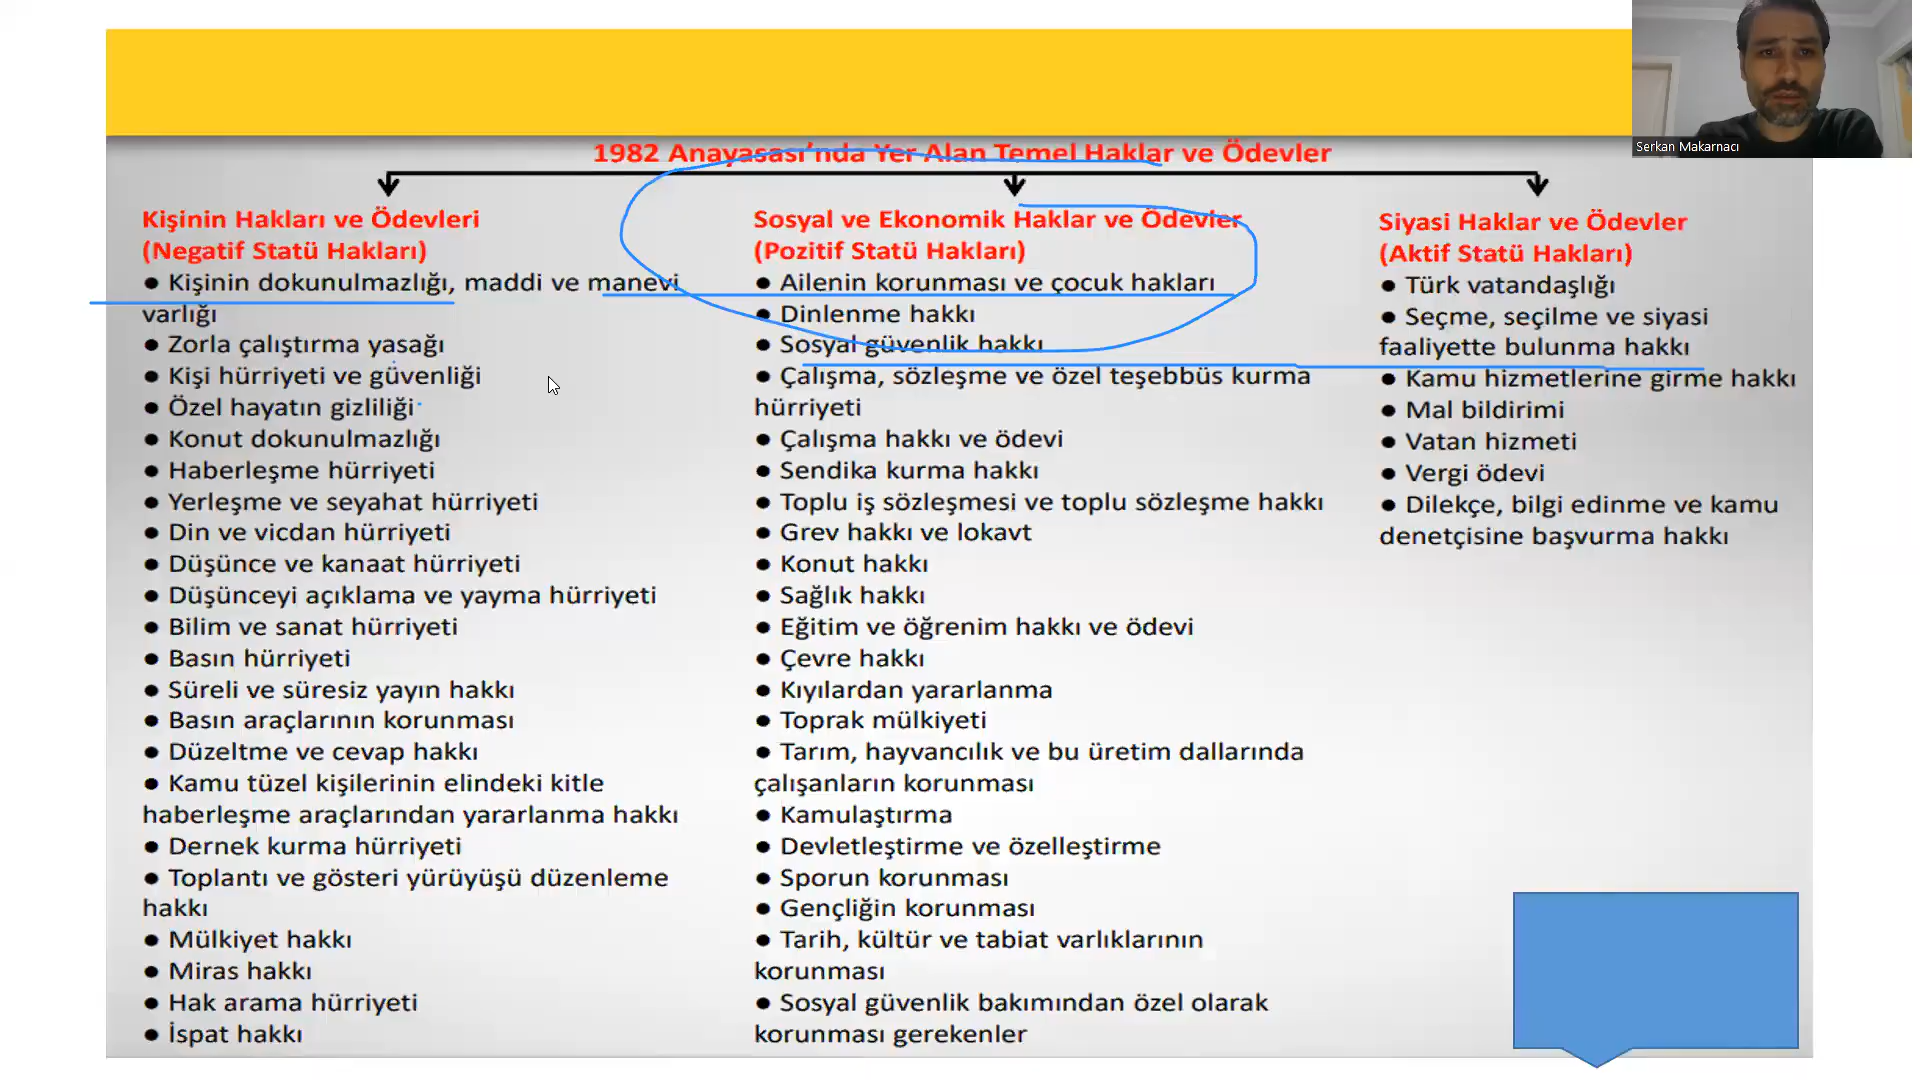 Serkan Makarnacı
1982 Anayasası’nda Yer Alan Temel Haklar ve Ödevler
Kişinin Hakları ve Ödevleri
(Negatif Statü Hakları)
● Kişinin dokunulmazlığı, maddi ve manevi
varlığı
● Zorla çalıştırma yasağı
● Kişi hürriyeti ve güvenliği
● Özel hayatın gizliliği
● Konut dokunulmazlığı
● Haberleşme hürriyeti
● Yerleşme ve seyahat hürriyeti
● Din ve vicdan hürriyeti
● Düşünce ve kanaat hürriyeti
● Düşünceyi açıklama ve yayma hürriyeti
● Bilim ve sanat hürriyeti
● Basın hürriyeti
● Süreli ve süresiz yayın hakkı
● Basın araçlarının korunması
● Düzeltme ve cevap hakkı
● Kamu tüzel kişilerinin elindeki kitle
haberleşme araçlarından yararlanma hakkı
● Dernek kurma hürriyeti
● Toplantı ve gösteri yürüyüşü düzenleme
hakkı
● Mülkiyet hakkı
● Miras hakkı
● Hak arama hürriyeti
● İspat hakkı
Sosyal ve Ekonomik Haklar ve Ödevler
(Pozitif Statü Hakları)
● Ailenin korunması ve çocuk hakları
● Dinlenme hakkı
● Sosyal güvenlik hakkı
● Çalışma, sözleşme ve özel teşebbüs kurma
hürriyeti
● Çalışma hakkı ve ödevi
● Sendika kurma hakkı
● Toplu iş sözleşmesi ve toplu sözleşme hakkı
● Grev hakkı ve lokavt
● Konut hakkı
● Sağlık hakkı
● Eğitim ve öğrenim hakkı ve ödevi
● Çevre hakkı
● Kıyılardan yararlanma
● Toprak mülkiyeti
● Tarım, hayvancılık ve bu üretim dallarında
çalışanların korunması
● Kamulaştırma
● Devletleştirme ve özelleştirme
● Sporun korunması
● Gençliğin korunması
● Tarih, kültür ve tabiat varlıklarının
korunması
● Sosyal güvenlik bakımından özel olarak
korunması gerekenler
Siyasi Haklar ve Ödevler
(Aktif Statü Hakları)
● Türk vatandaşlığı
● Seçme, seçilme ve siyasi
faaliyette bulunma hakkı
● Kamu hizmetlerine girme hakkı
● Mal bildirimi
● Vatan hizmeti
● Vergi ödevi
● Dilekçe, bilgi edinme ve kamu
denetçisine başvurma hakkı